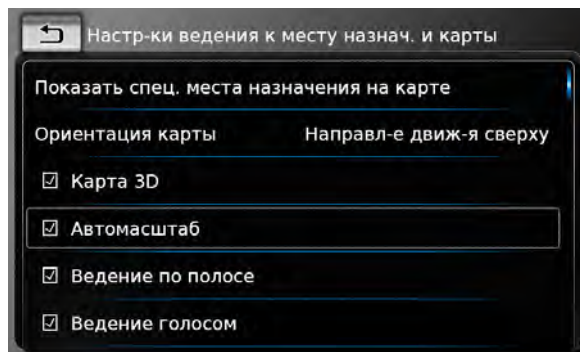 Настр-ки ведения к месту назнач. и карты
Показать спец. места назначения на карте
Ориентация карты Направл-е движ-я сверху
Карта 3D
Автомасштаб
Ведение по полосе
Ведение голосом